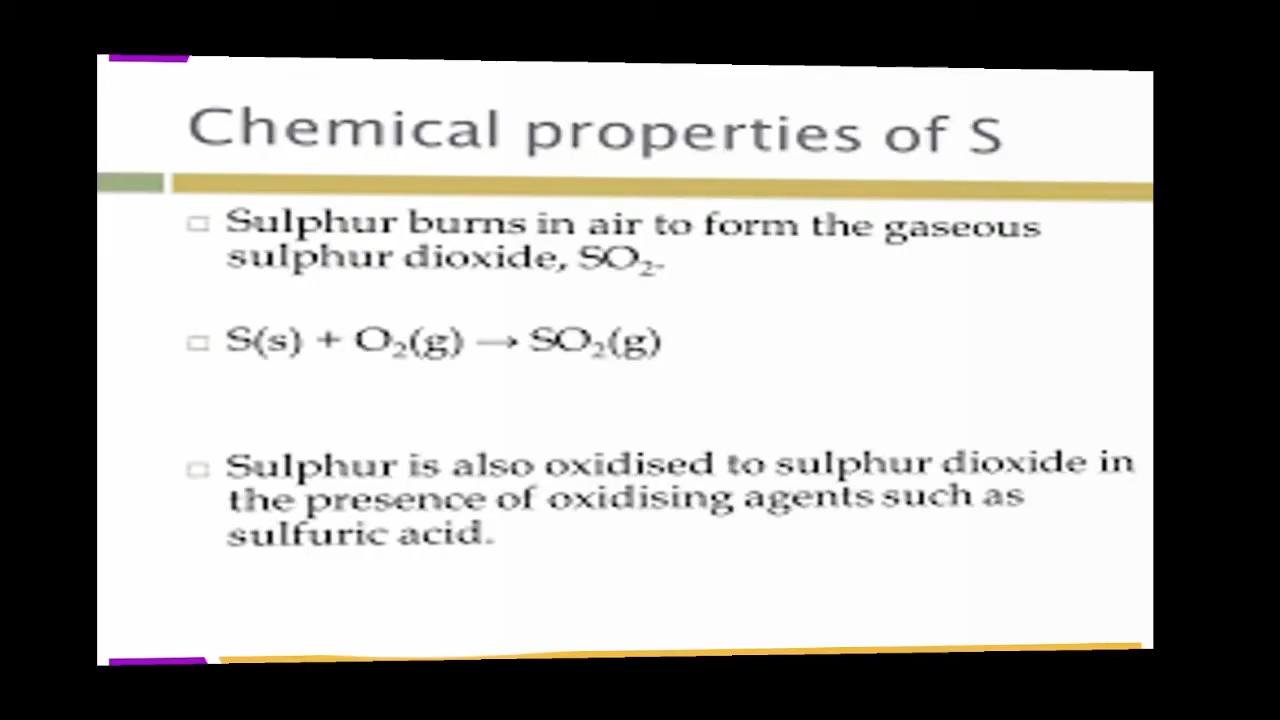 Chemical properties of S
Sulphur burns in air to form the gaseous
sulphur dioxide, SO₂.
S(s) + O₂(g) → SO₂(g)
Sulphur is also oxidised to sulphur dioxide in
the presence of oxidising agents such as
sulfuric acid.